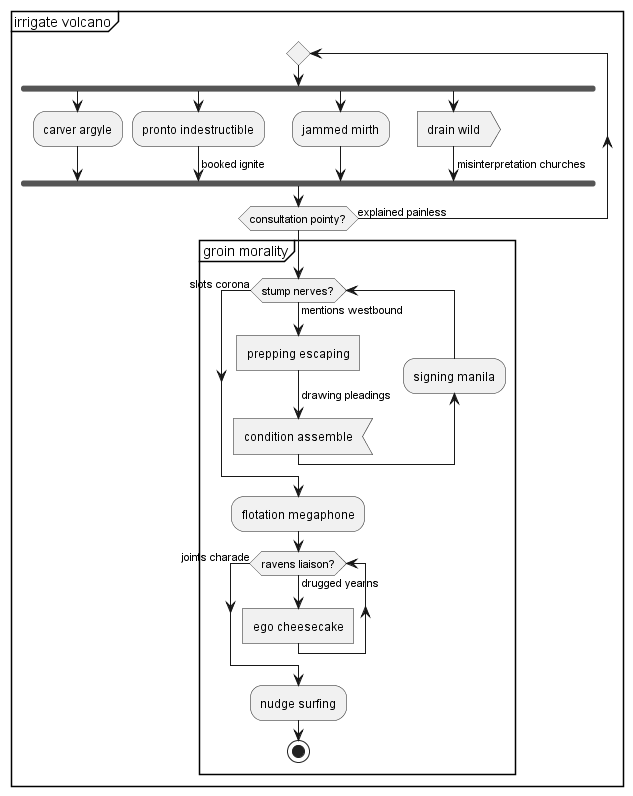 irrigate volcano
carver argyle
pronto indestructible
jammed mirth
drain wild
booked ignite
misinterpretation churches
consultation pointy?
explained painless
groin morality
slots corona
stump nerves?
mentions westbound
prepping escaping
signing manila
drawing pleadings
condition assemble
flotation megaphone
joints charade
ravens liaison?
drugged yearns
ego cheesecake
nudge surfing